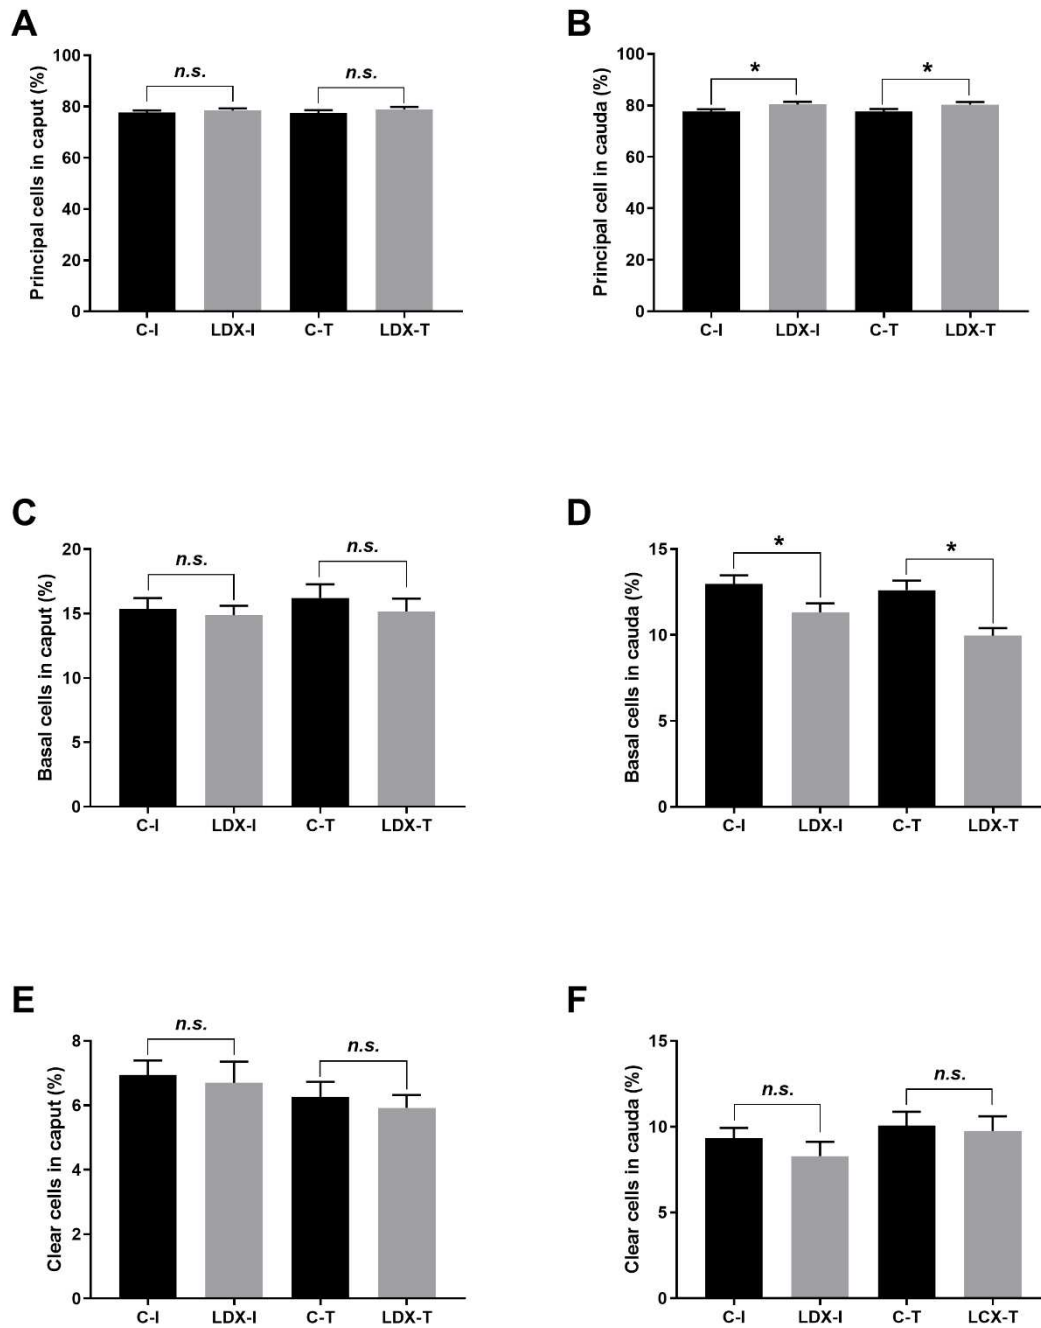 A
Principal cells in caput (%)
100
80
60
40
20
0
n.s.
n.s.
C-I LDX-I C-T LDX-T
B
Principal cell in cauda (%)
100
80
60
40
20
0
*
*
C-I LDX-I C-T LDX-T
C
Basal cells in caput (%)
20
15
10
5
0
n.s.
n.s.
C-I LDX-I C-T LDX-T
D
Basal cells in cauda (%)
15
10
5
0
*
*
C-I LDX-I C-T LDX-T
E
Clear cells in caput (%)
8
6
4
2
0
n.s.
n.s.
C-I LDX-I C-T LDX-T
F
Clear cells in cauda (%)
15
10
5
0
n.s.
n.s.
C-I LDX-I C-T LCX-T